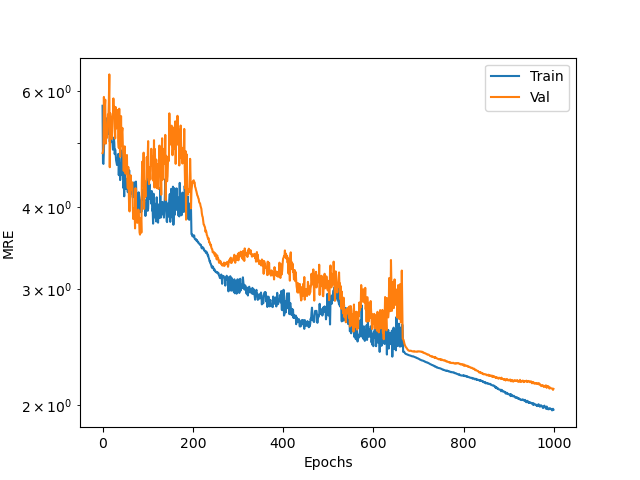 Train
Val
6 × 10⁰
4 × 10⁰
3 × 10⁰
2 × 10⁰
MRE
0 200 400 600 800 1000
Epochs